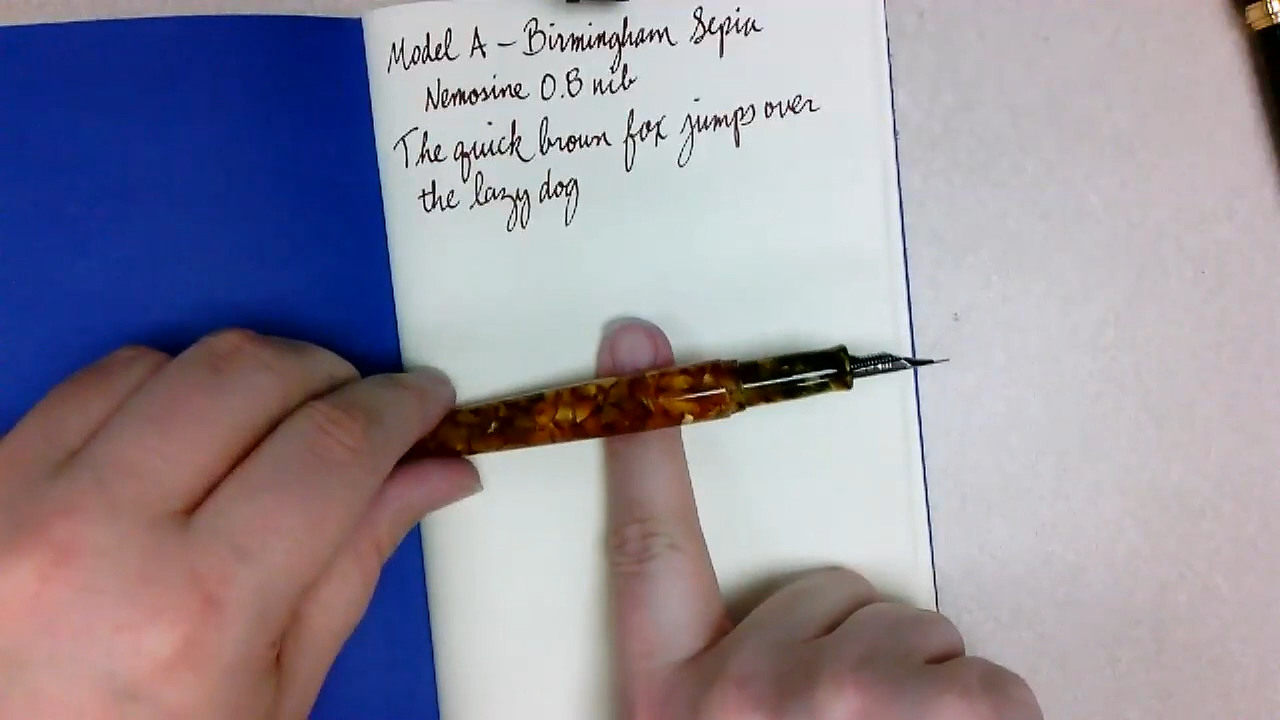 Model A – Birmingham Sepia
Nemosine 0.8 nib
The quick brown fox jumps over
the lazy dog